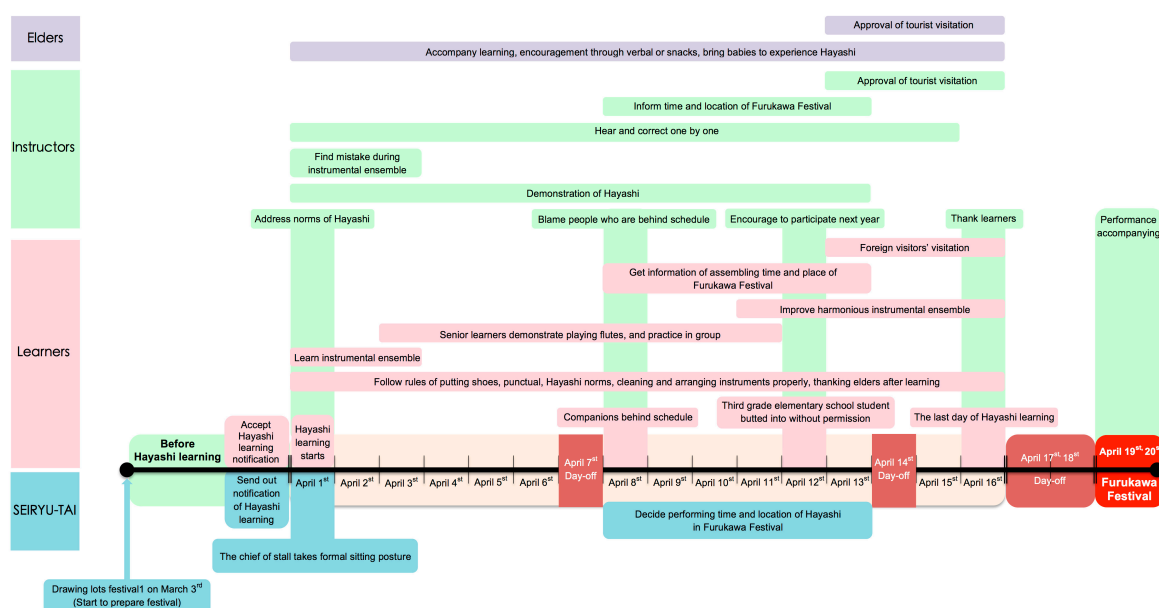 Elders
Approval of tourist visitation
Accompany learning, encouragement through verbal or snacks, bring babies to experience Hayashi
Instructors
Approval of tourist visitation
Inform time and location of Furukawa Festival
Hear and correct one by one
Find mistake during
instrumental ensemble
Demonstration of Hayashi
Address norms of Hayashi
Blame people who are behind schedule
Encourage to participate next year
Thank learners
Performance
accompanying
Learners
Foreign visitors' visitation
Get information of assembling time and place of
Furukawa Festival
Improve harmonious instrumental ensemble
Senior learners demonstrate playing flutes, and practice in group
Learn instrumental ensemble
Follow rules of putting shoes, punctual, Hayashi norms, cleaning and arranging instruments properly, thanking elders after learning
Companions behind schedule
Third grade elementary school student
butted into without permission
The last day of Hayashi learning
Before
Hayashi learning
Accept
Hayashi
learning
notification
Hayashi
learning
starts
SEIRYU-TAI
Send out
notification
of Hayashi
learning
April 1st
April 2st
April 3st
April 4st
April 5st
April 6st
April 7st
Day-off
April 8st
April 9st
April 10st
April 11st
April 12st
April 13st
April 14st
Day-off
April 15st
April 16st
April 17st, 18st
Day-off
April 19st, 20st
Furukawa
Festival
Decide performing time and location of Hayashi
in Furukawa Festival
The chief of stall takes formal sitting posture
Drawing lots festival1 on March 3rd
(Start to prepare festival)